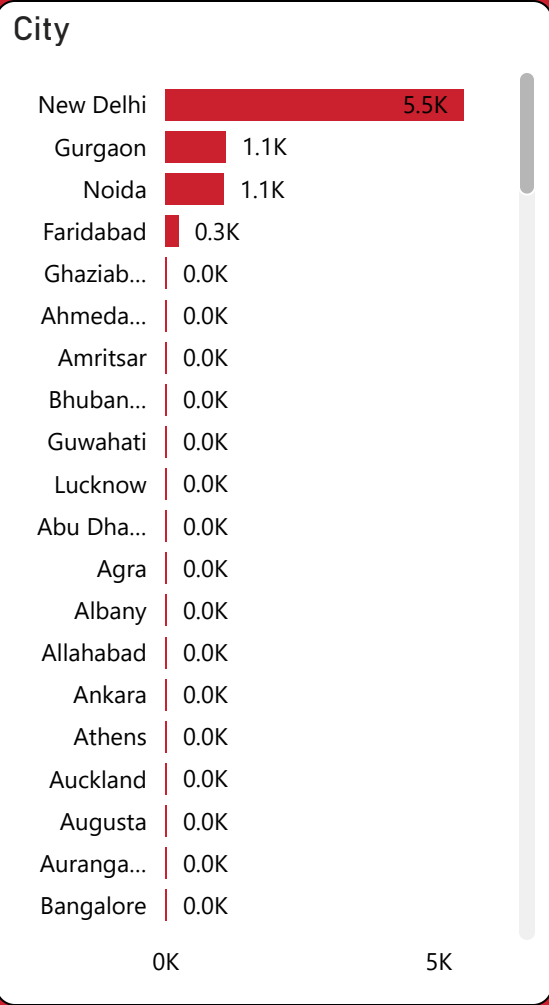 City
New Delhi 5.5K
Gurgaon 1.1K
Noida 1.1K
Faridabad 0.3K
Ghaziab... 0.0K
Ahmeda... 0.0K
Amritsar 0.0K
Bhuban... 0.0K
Guwahati 0.0K
Lucknow 0.0K
Abu Dha... 0.0K
Agra 0.0K
Albany 0.0K
Allahabad 0.0K
Ankara 0.0K
Athens 0.0K
Auckland 0.0K
Augusta 0.0K
Auranga... 0.0K
Bangalore 0.0K
0K 5K